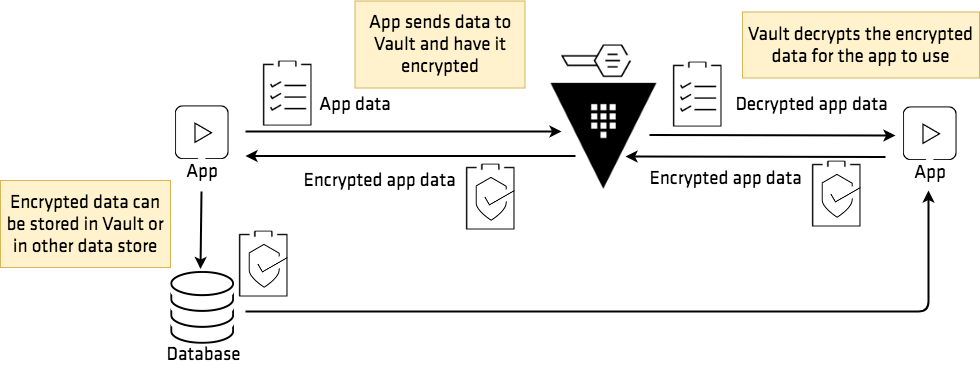 App sends data to
Vault and have it
encrypted
Vault decrypts the encrypted
data for the app to use
App data
Decrypted app data
App
App
Encrypted app data
Encrypted app data
Encrypted data can
be stored in Vault or
in other data store
Database